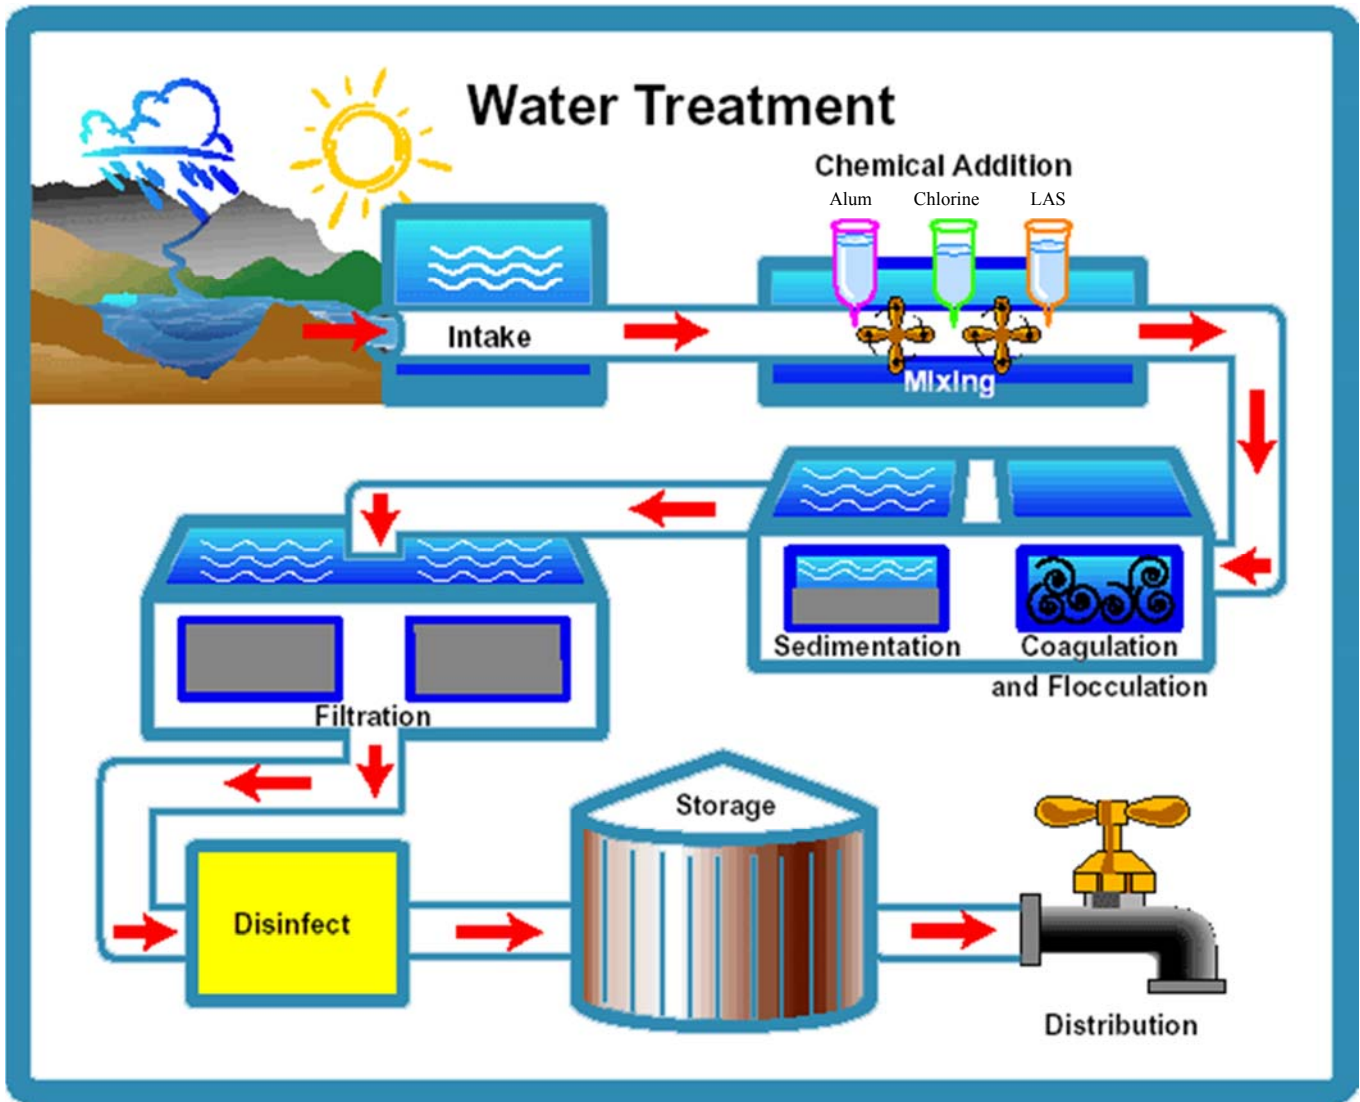 Water Treatment
Chemical Addition
Alum Chlorine LAS
Intake
Mixing
Sedimentation
Coagulation
and Flocculation
Filtration
Disinfect
Storage
Distribution